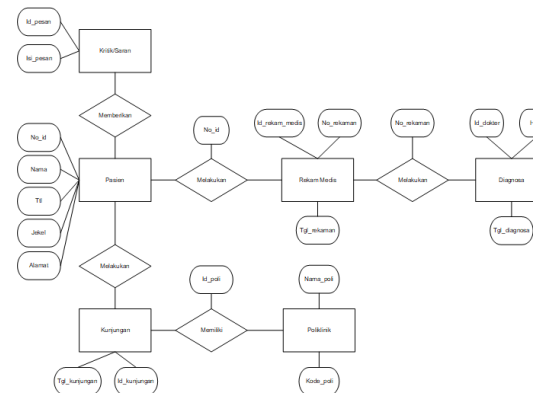 Id_pesan
Kritik/Saran
Isi_pesan
Memberikan
No_id
Id_rekam_medis
No_rekaman
No_rekaman
Id_dokter
No_id
Nama
Pasien
Melakukan
Rekam Medis
Melakukan
Diagnosa
Ttl
Jekel
Tgl_rekaman
Tgl_diagnosa
Alamat
Melakukan
Id_poli
Nama_poli
Kunjungan
Memiliki
Poliklinik
Tgl_kunjungan
Id_kunjungan
Kode_poli